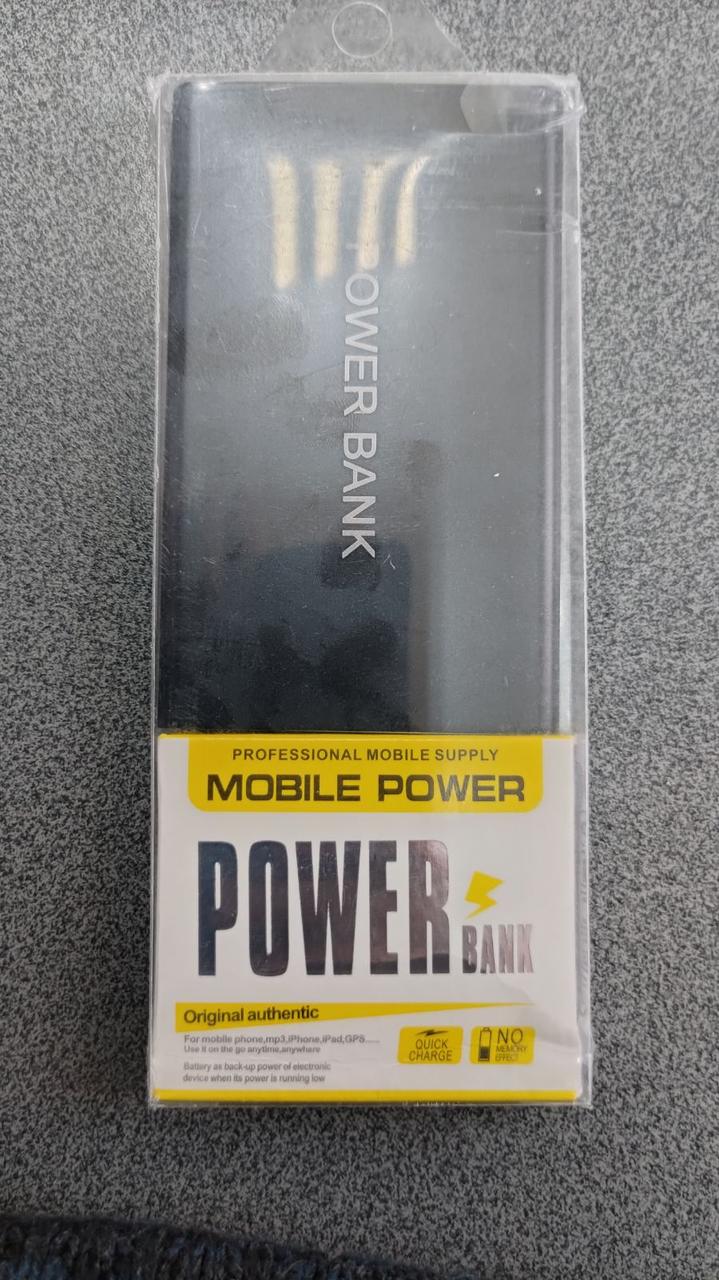 POWER BANK
PROFESSIONAL MOBILE SUPPLY
MOBILE POWER
POWER
BANK
Original authentic
For mobile phone,mp3,iPhone,iPad,GPS......
Use it on the go anytime,anywhere
Battery as back-up power of electronic
device when its power is running low
QUICK
CHARGE
NO
MEMORY
EFFECT